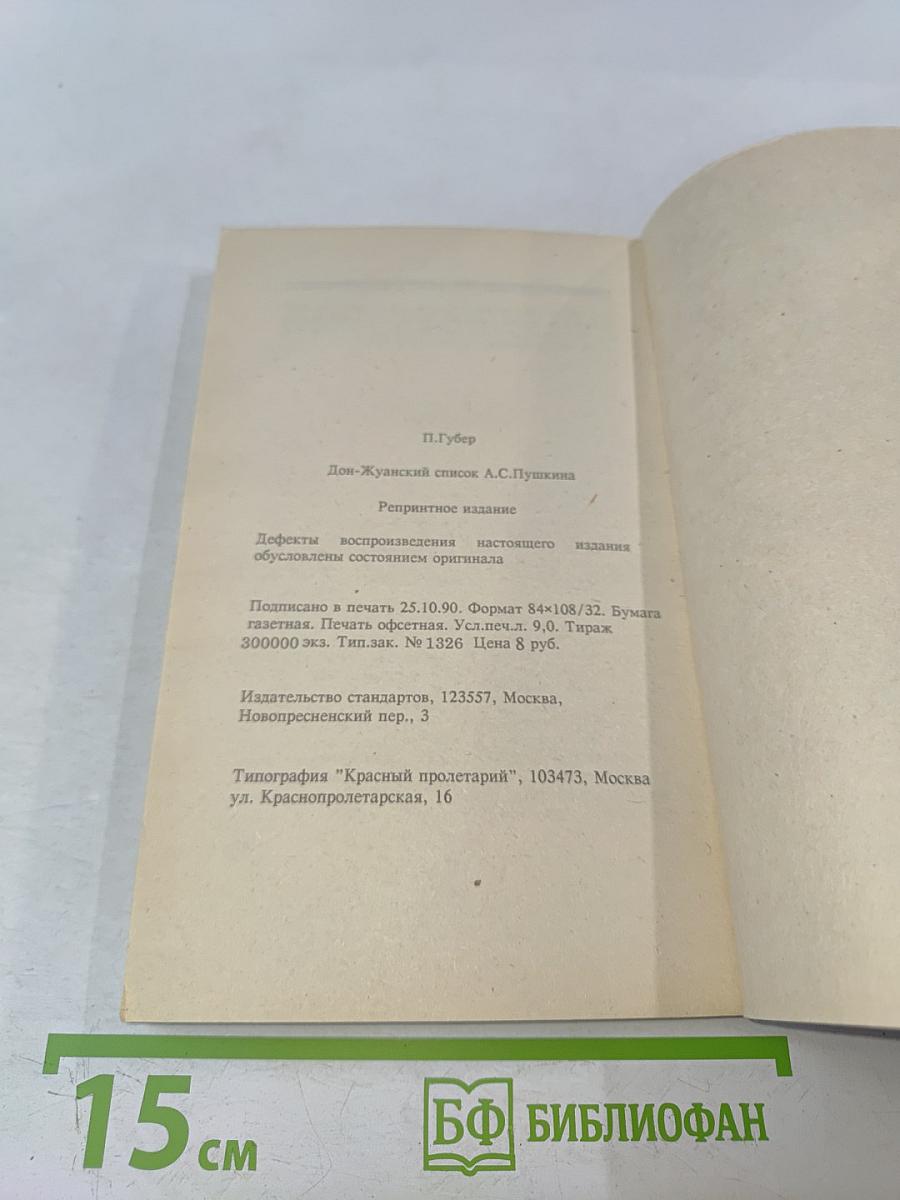 П.Губер
Дон-Жуанский список А.С.Пушкина
Репринтное издание
Дефекты воспроизведения настоящего издания
обусловлены состоянием оригинала
Подписано в печать 25.10.90. Формат 84×108/32. Бумага
газетная. Печать офсетная. Усл.печ.л. 9,0. Тираж
300000 экз. Тип.зак. № 1326 Цена 8 руб.
Издательство стандартов, 123557, Москва,
Новопресненский пер., 3
Типография "Красный пролетарий", 103473, Москва
ул. Краснопролетарская, 16
15 см
БФ БИБЛИОФАН